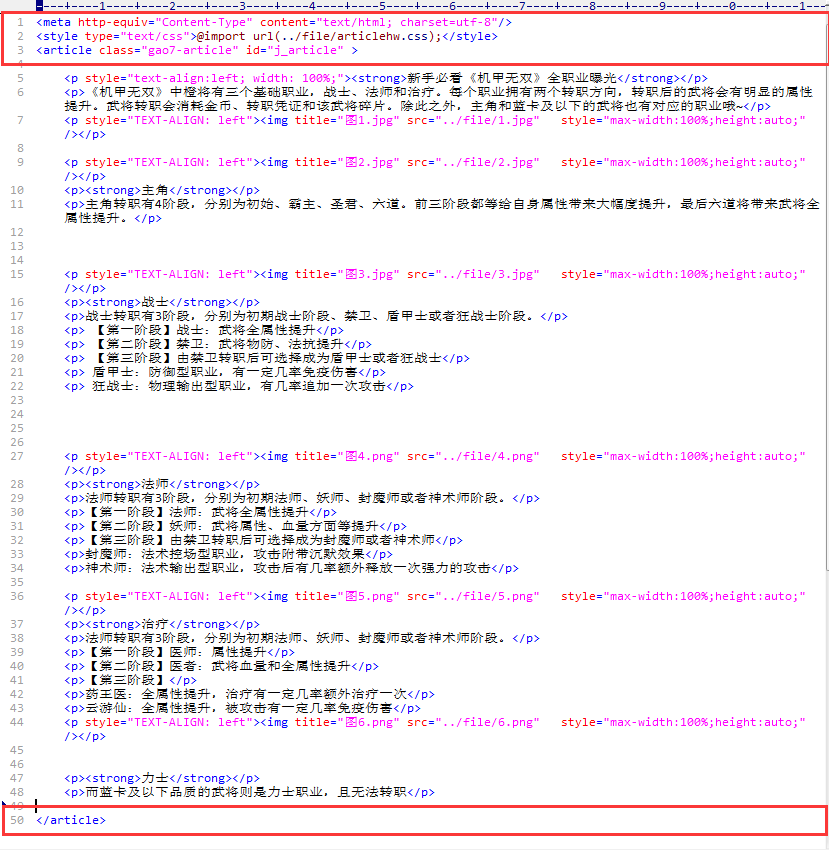 ----+----1----+----2----+----3----+----4----+----5----+----6----+----7----+----8----+----9----+----0----+----1--
1 <meta http-equiv="Content-Type" content="text/html; charset=utf-8"/>
2 <style type="text/css">@import url(../file/articlehw.css);</style>
3 <article class="gao7-article" id="j_article" >
4
5 <p style="text-align:left; width: 100%;"><strong>新手必看《机甲无双》全职业曝光</strong></p>
6 <p>《机甲无双》中橙将有三个基础职业，战士、法师和治疗。每个职业拥有两个转职方向，转职后的武将会有明显的属性
提升。武将转职会消耗金币、转职凭证和该武将碎片。除此之外，主角和蓝卡及以下的武将也有对应的职业哦~</p>
7 <p style="TEXT-ALIGN: left"><img title="图1.jpg" src="../file/1.jpg"   style="max-width:100%;height:auto;"
/></p>
8
9 <p style="TEXT-ALIGN: left"><img title="图2.jpg" src="../file/2.jpg"   style="max-width:100%;height:auto;"
/></p>
10 <p><strong>主角</strong></p>
11 <p>主角转职有4阶段，分别为初始、霸主、圣君、六道。前三阶段都等给自身属性带来大幅度提升，最后六道将带来武将全
属性提升。</p>
12
13
14
15 <p style="TEXT-ALIGN: left"><img title="图3.jpg" src="../file/3.jpg"   style="max-width:100%;height:auto;"
/></p>
16 <p><strong>战士</strong></p>
17 <p>战士转职有3阶段，分别为初期战士阶段、禁卫、盾甲士或者狂战士阶段。</p>
18 <p> 【第一阶段】战士：武将全属性提升</p>
19 <p> 【第二阶段】禁卫：武将物防、法抗提升</p>
20 <p> 【第三阶段】由禁卫转职后可选择成为盾甲士或者狂战士</p>
21 <p> 盾甲士：防御型职业，有一定几率免疫伤害</p>
22 <p> 狂战士：物理输出型职业，有几率追加一次攻击</p>
23
24
25
26
27 <p style="TEXT-ALIGN: left"><img title="图4.png" src="../file/4.png"   style="max-width:100%;height:auto;"
/></p>
28 <p><strong>法师</strong></p>
29 <p>法师转职有3阶段，分别为初期法师、妖师、封魔师或者神术师阶段。</p>
30 <p>【第一阶段】法师：武将全属性提升</p>
31 <p>【第二阶段】妖师：武将属性、血量方面等提升</p>
32 <p>【第三阶段】由禁卫转职后可选择成为封魔师或者神术师</p>
33 <p>封魔师：法术控场型职业，攻击附带沉默效果</p>
34 <p>神术师：法术输出型职业，攻击后有几率额外释放一次强力的攻击</p>
35
36 <p style="TEXT-ALIGN: left"><img title="图5.png" src="../file/5.png"   style="max-width:100%;height:auto;"
/></p>
37 <p><strong>治疗</strong></p>
38 <p>法师转职有3阶段，分别为初期法师、妖师、封魔师或者神术师阶段。</p>
39 <p>【第一阶段】医师：属性提升</p>
40 <p>【第二阶段】医者：武将血量和全属性提升</p>
41 <p>【第三阶段】</p>
42 <p>药王医：全属性提升，治疗有一定几率额外治疗一次</p>
43 <p>云游仙：全属性提升，被攻击有一定几率免疫伤害</p>
44 <p style="TEXT-ALIGN: left"><img title="图6.png" src="../file/6.png"   style="max-width:100%;height:auto;"
/></p>
45
46
47 <p><strong>力士</strong></p>
48 <p>而蓝卡及以下品质的武将则是力士职业，且无法转职</p>
49
50 </article>